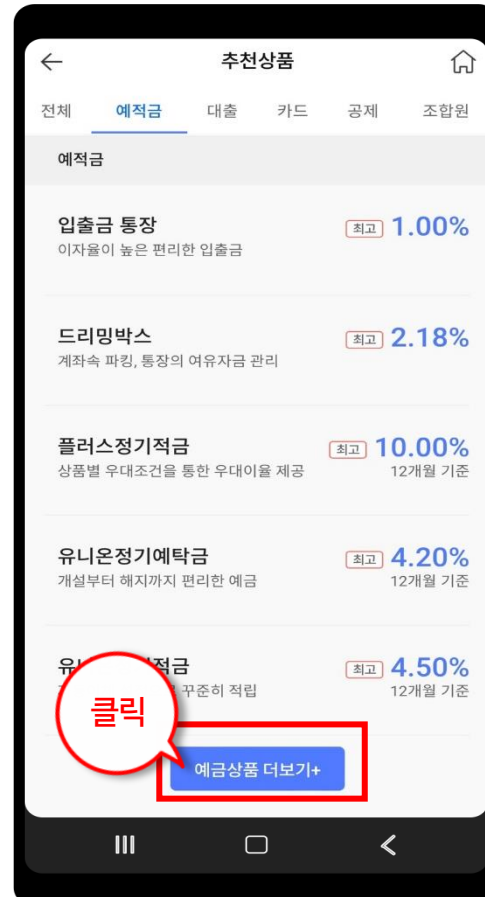 추천상품
전체 예적금 대출 카드 공제 조합원
예적금
입출금 통장 최고 1.00%
이자율이 높은 편리한 입출금
드리밍박스 최고 2.18%
계좌속 파킹, 통장의 여유자금 관리
플러스정기적금 최고 10.00%
상품별 우대조건을 통한 우대이율 제공 12개월 기준
유니온정기예탁금 최고 4.20%
개설부터 해지까지 편리한 예금 12개월 기준
적금 최고 4.50%
꾸준히 적립 12개월 기준
클릭
예금상품 더보기+